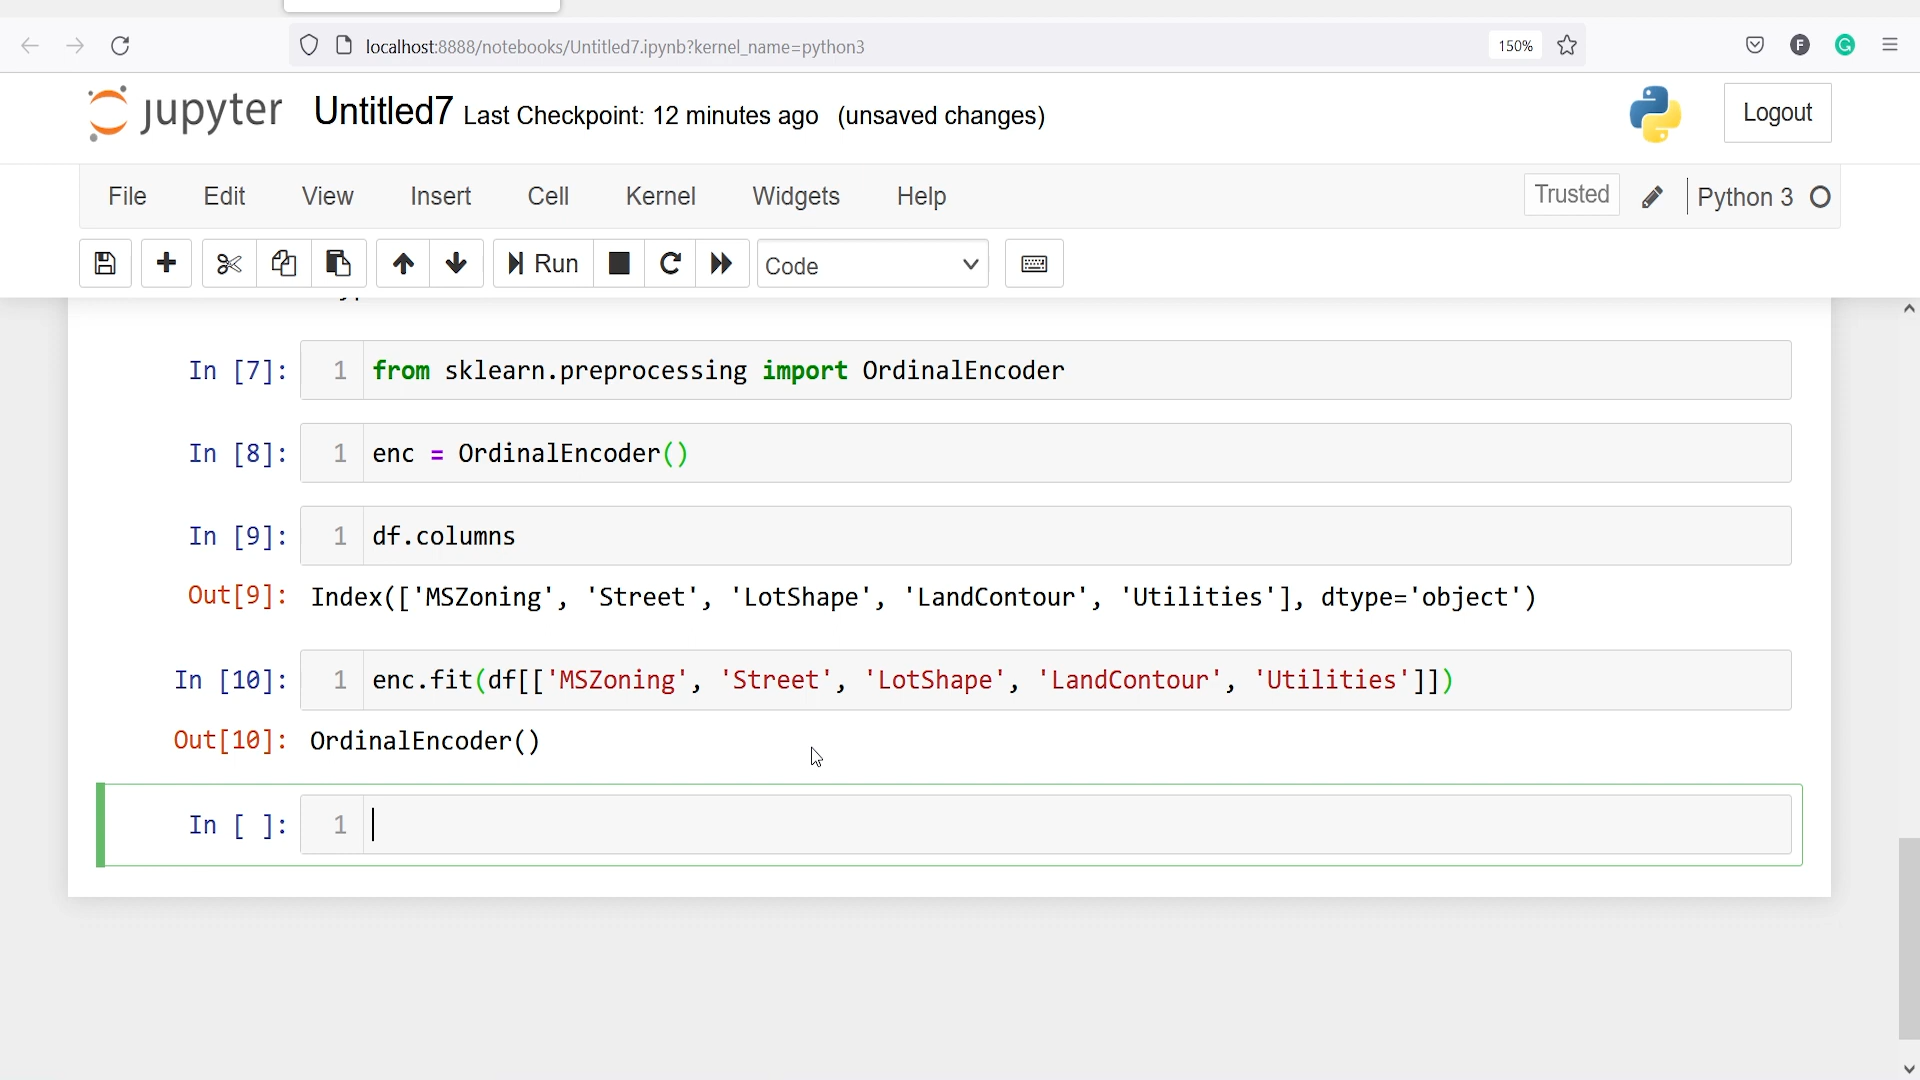 localhost:8888/notebooks/Untitled7.ipynb?kernel_name=python3
150%
F
G
jupyter Untitled7 Last Checkpoint: 12 minutes ago (unsaved changes)
Logout
File Edit View Insert Cell Kernel Widgets Help
Trusted Python 3
Run Code
In [7]: 1 from sklearn.preprocessing import OrdinalEncoder
In [8]: 1 enc = OrdinalEncoder()
In [9]: 1 df.columns
Out[9]: Index(['MSZoning', 'Street', 'LotShape', 'LandContour', 'Utilities'], dtype='object')
In [10]: 1 enc.fit(df[['MSZoning', 'Street', 'LotShape', 'LandContour', 'Utilities']])
Out[10]: OrdinalEncoder()
In [ ]: 1